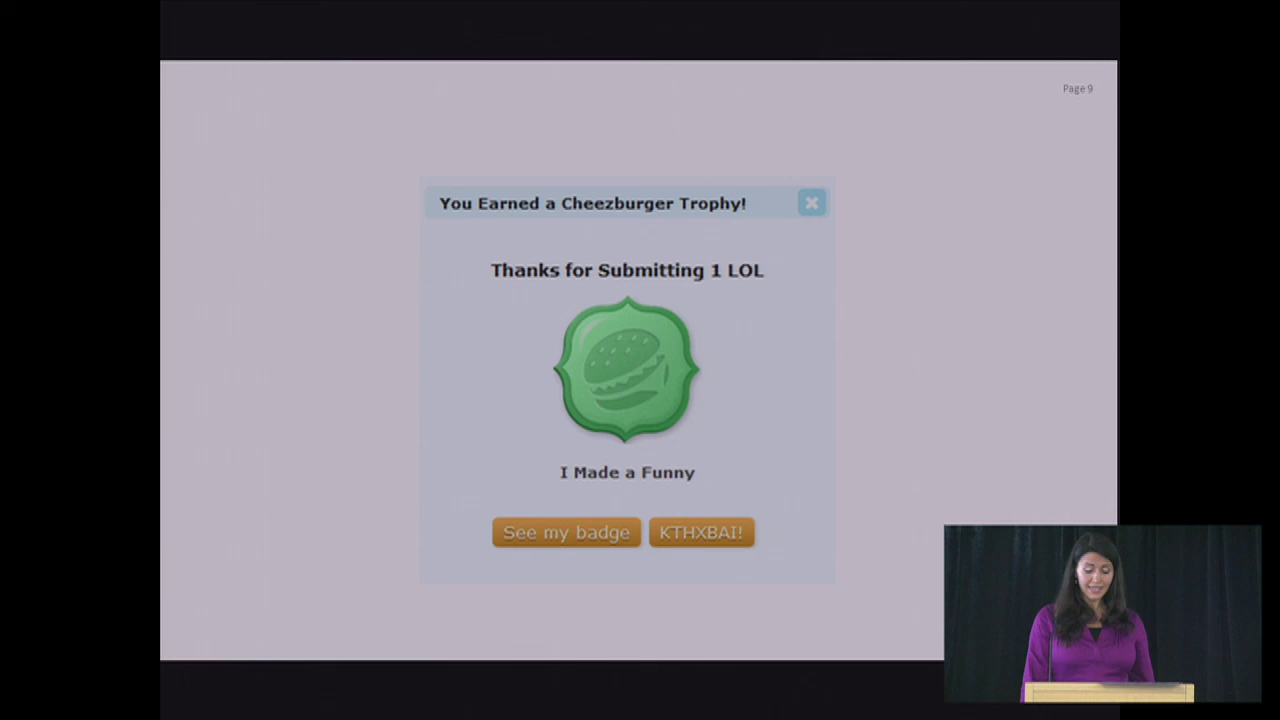 Page 9
You Earned a Cheezburger Trophy!
Thanks for Submitting 1 LOL
I Made a Funny
See my badge
KTHXBAI!